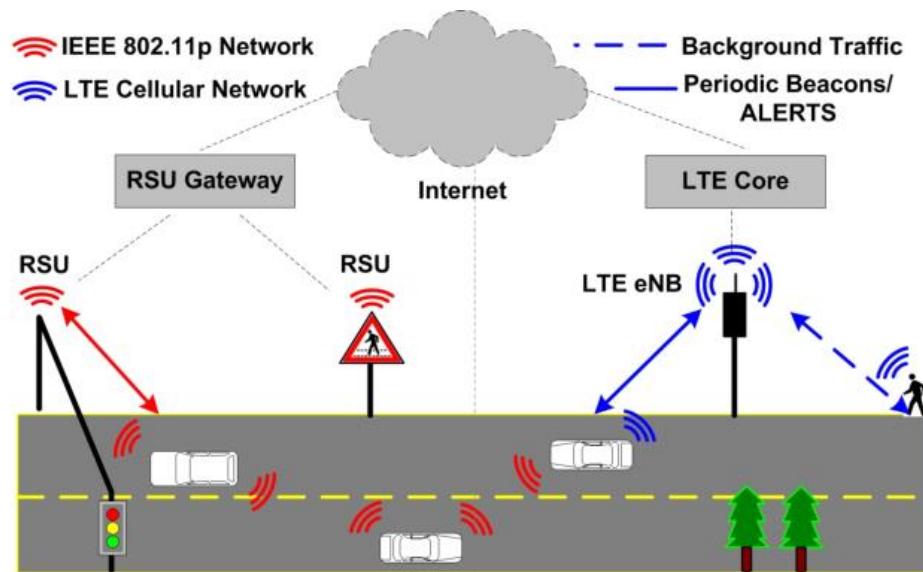 IEEE 802.11p Network
LTE Cellular Network
Background Traffic
Periodic Beacons/
ALERTS
RSU Gateway
Internet
LTE Core
RSU
RSU
LTE eNB